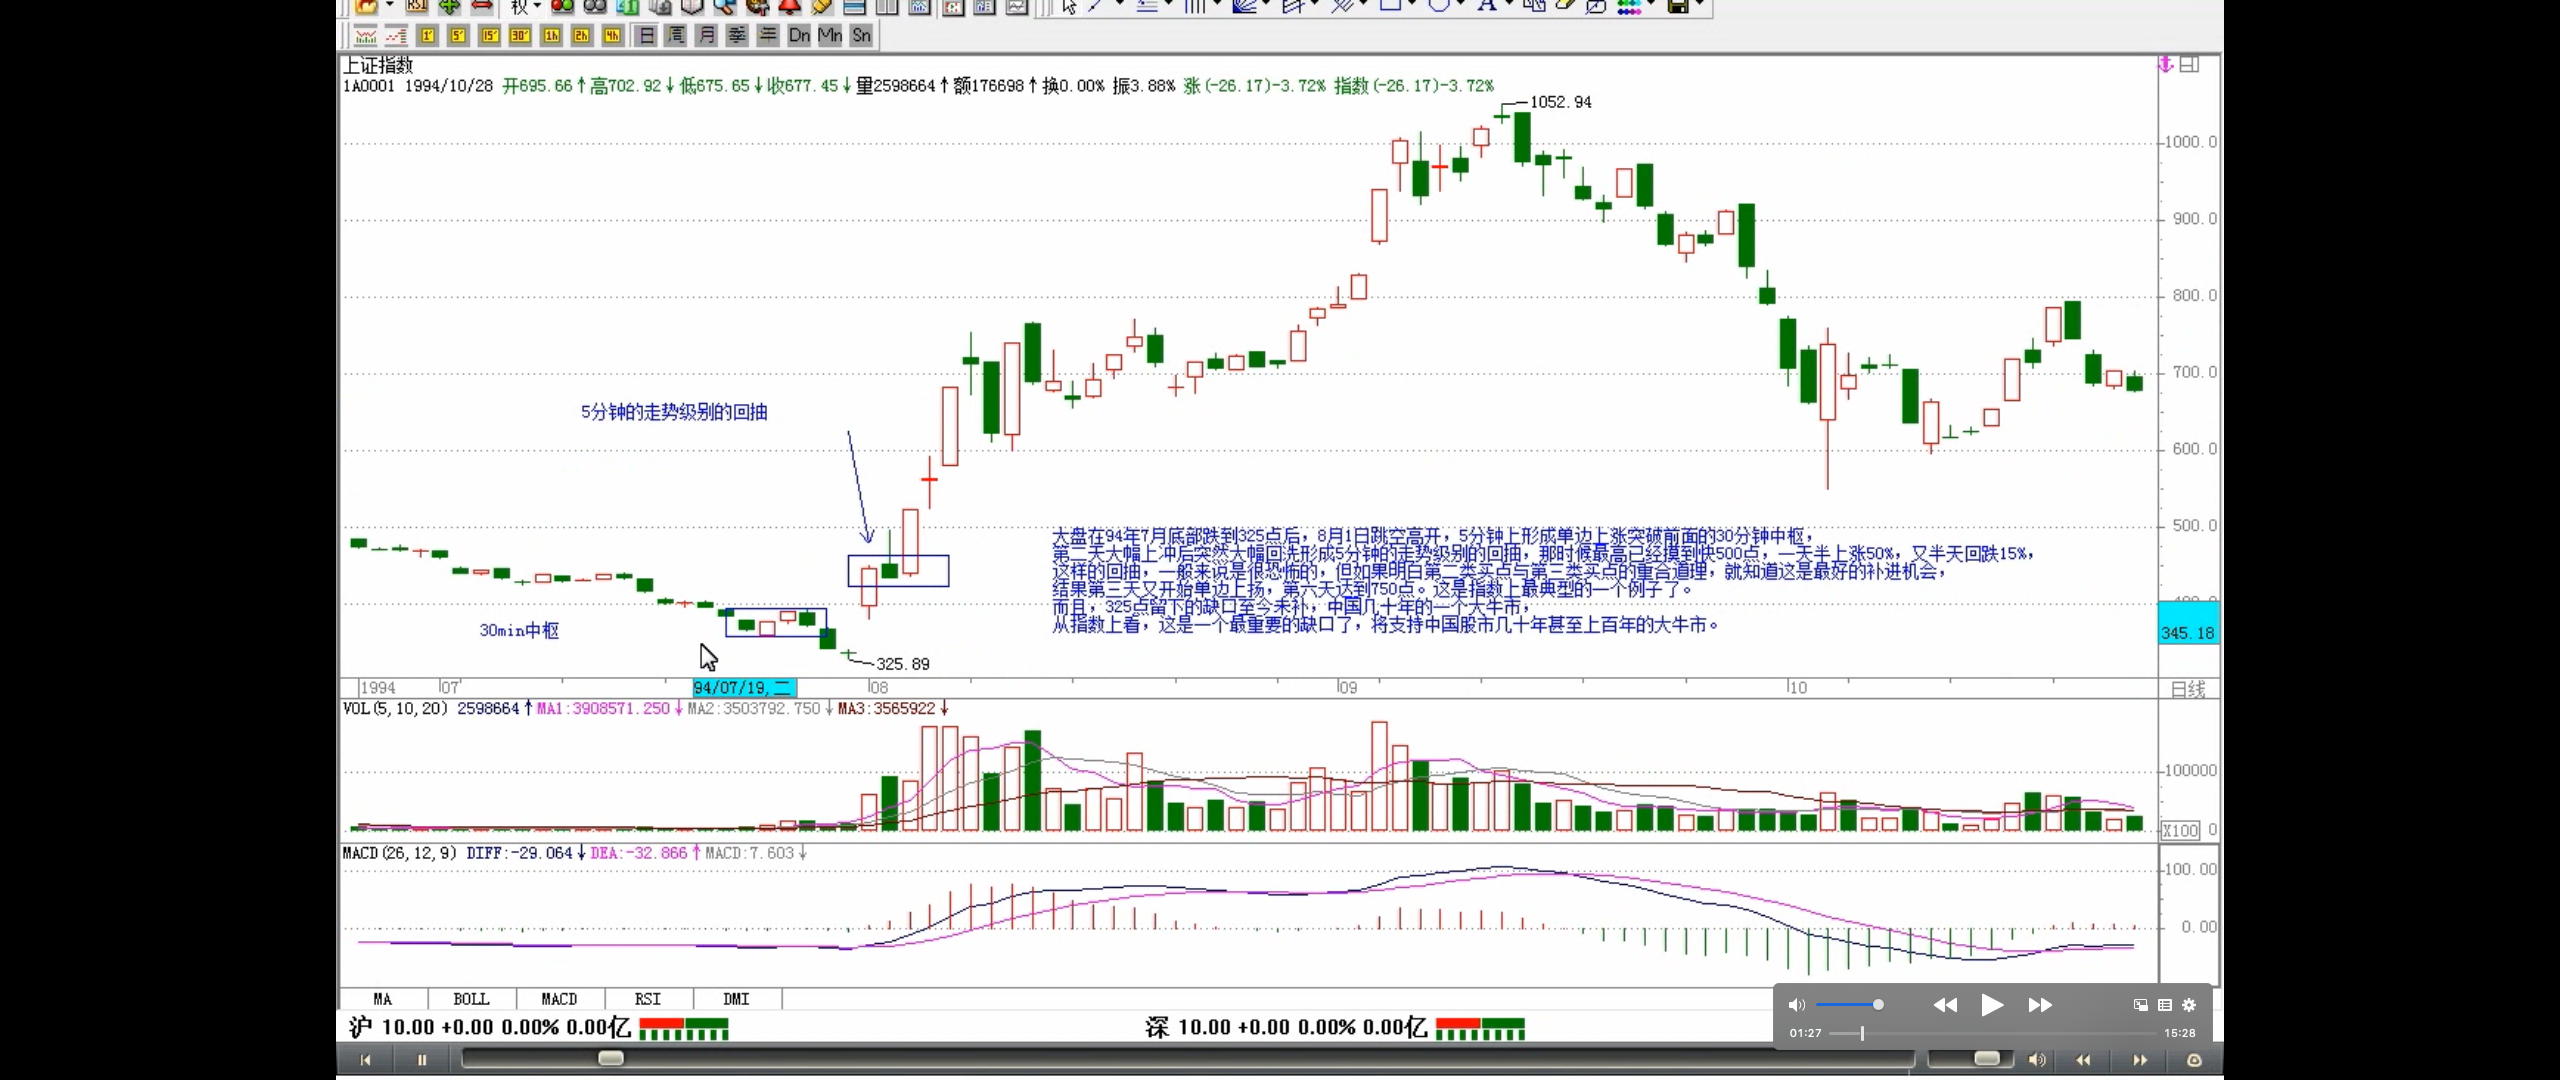 权
1' 5' 15' 30' 1h 2h 4h 日 周 月 季 年 Dn Mn Sn
上证指数
1A0001 1994/10/28 开695.66↑高702.92↓低675.65↓收677.45↓量2598664↑额176698↑换0.00% 振3.88% 涨(-26.17)-3.72% 指数(-26.17)-3.72%
1052.94
1000.0
900.0
800.0
700.0
5分钟的走势级别的回抽
600.0
500.0
大盘在94年7月底部跌到325点后，8月1日跳空高开，5分钟上形成单边上涨突破前面的30分钟中枢，
第二天大幅上冲后突然大幅回洗形成5分钟的走势级别的回抽，那时候最高已经摸到快500点，一天半上涨50%，又半天回跌15%，
这样的回抽，一般来说是很恐怖的，但如果明白第二类买点与第三类买点的重合道理，就知道这是最好的补进机会，
结果第三天又开始单边上扬，第六天达到750点。这是指数上最典型的一个例子了。
而且，325点留下的缺口至今未补，中国几十年的一个大牛市，
从指数上看，这是一个最重要的缺口了，将支持中国股市几十年甚至上百年的大牛市。
30min中枢
345.18
325.89
1994 07 94/07/19,二 08 09 10 日线
VOL(5,10,20) 2598664↑MA1:3908571.250↓MA2:3503792.750↓MA3:3565922↓
100000
X100 0
MACD(26,12,9) DIFF:-29.064↓DEA:-32.866↑MACD:7.603↓
100.00
0.00
MA BOLL MACD RSI DMI
沪 10.00 +0.00 0.00% 0.00亿 深 10.00 +0.00 0.00% 0.00亿
01:27 15:28